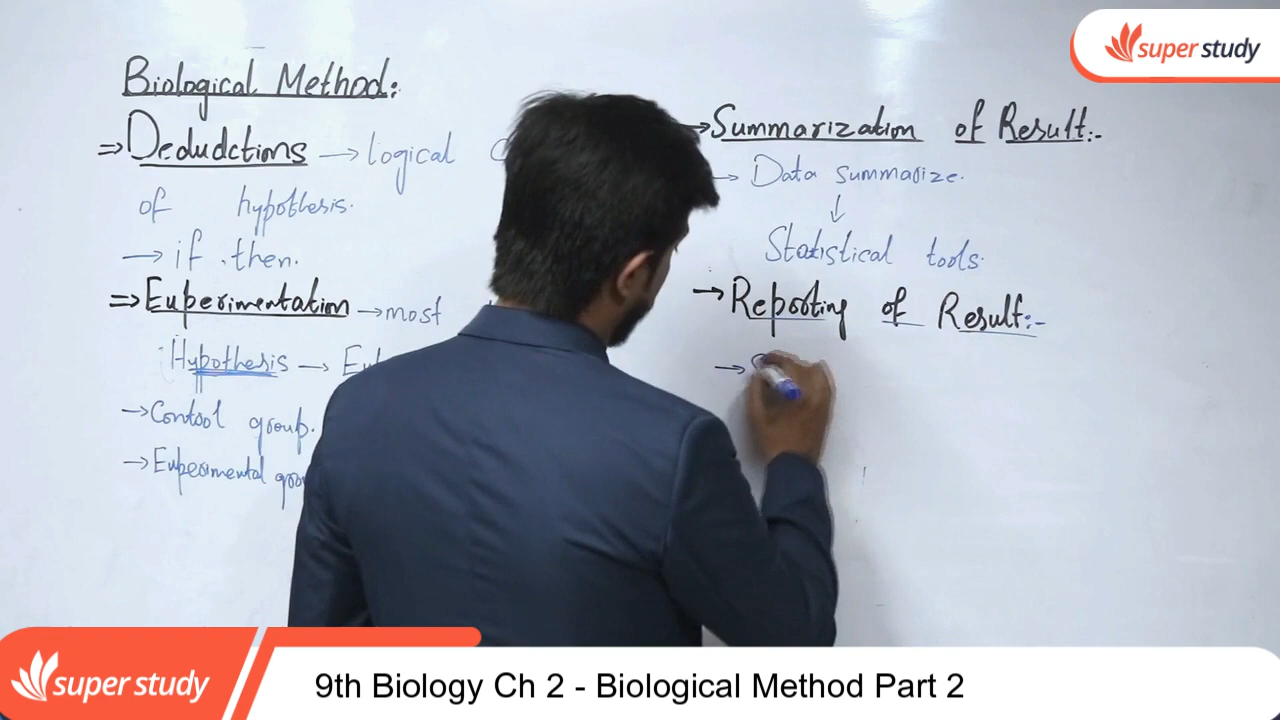 Biological Method:
⇒ Dedudctions → logical
of hypothesis.
→ if . then.
⇒ Experimentation → most
Hypothesis →
→ Control group.
→ Experimental
→ Summarization of Result:-
→ Data summarize.
↓
Statistical tools.
→ Reporting of Result:-
→
super study
super study
9th Biology Ch 2 - Biological Method Part 2